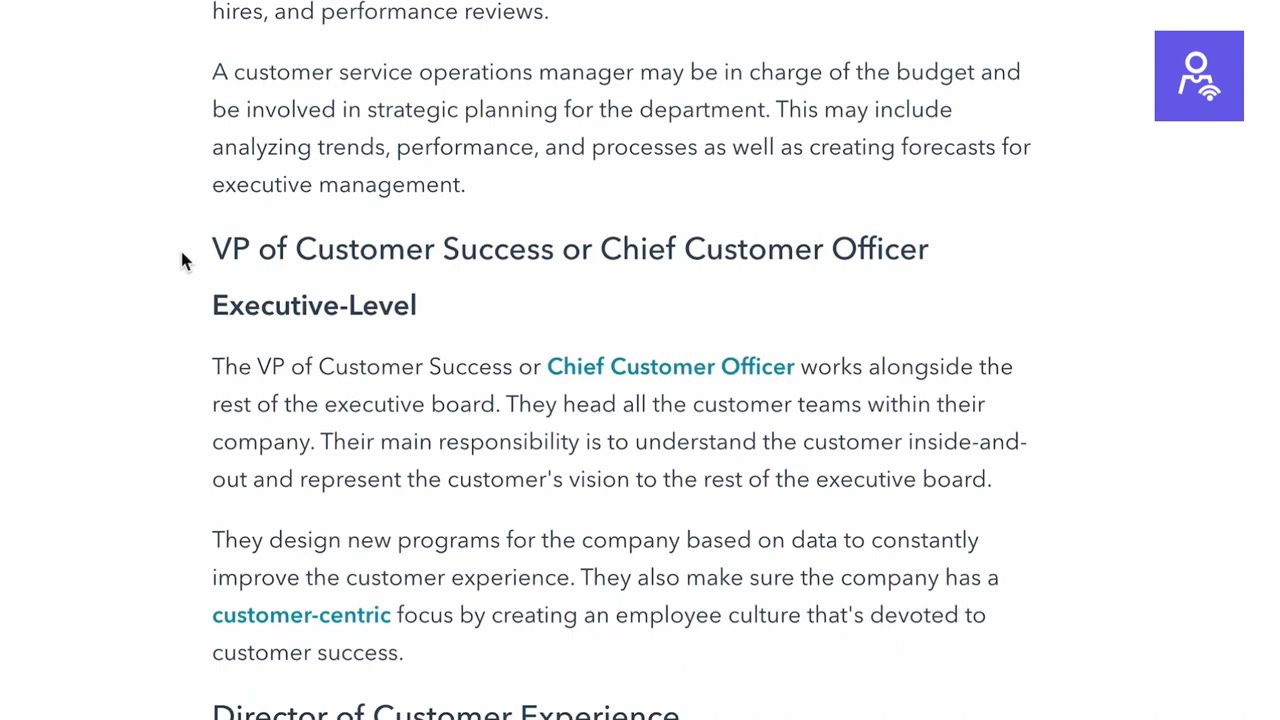 hires, and performance reviews.
A customer service operations manager may be in charge of the budget and
be involved in strategic planning for the department. This may include
analyzing trends, performance, and processes as well as creating forecasts for
executive management.
VP of Customer Success or Chief Customer Officer
Executive-Level
The VP of Customer Success or Chief Customer Officer works alongside the
rest of the executive board. They head all the customer teams within their
company. Their main responsibility is to understand the customer inside-and-
out and represent the customer's vision to the rest of the executive board.
They design new programs for the company based on data to constantly
improve the customer experience. They also make sure the company has a
customer-centric focus by creating an employee culture that's devoted to
customer success.
Director of Customer Experience